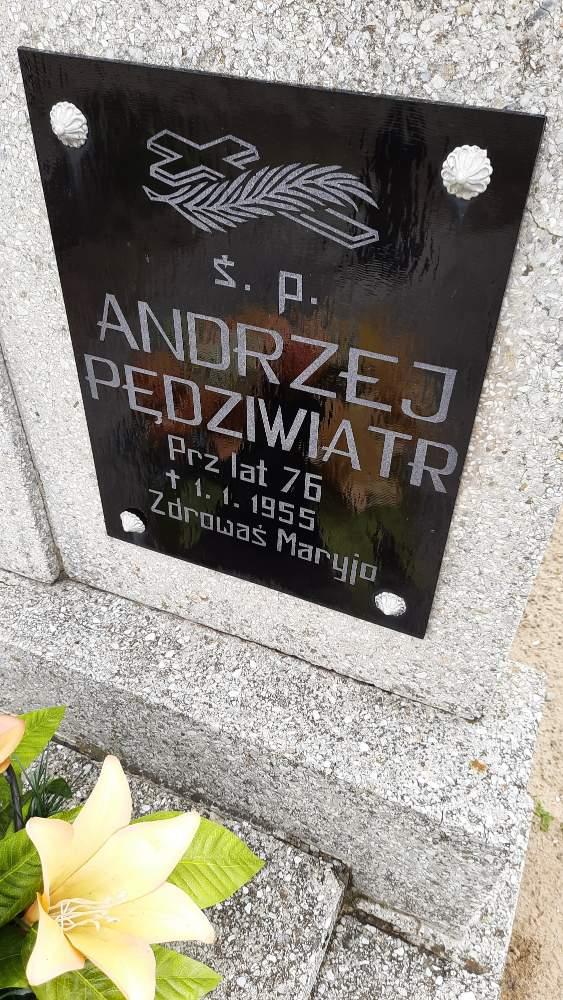 ś. p.
ANDRZEJ
PĘDZIWIATR
Prz lat 76
+ 1. 1. 1955
Zdrowaś Maryjo